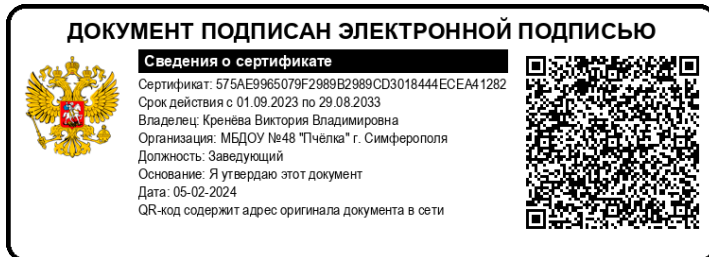 ДОКУМЕНТ ПОДПИСАН ЭЛЕКТРОННОЙ ПОДПИСЬЮ
Сведения о сертификате
Сертификат: 575AE9965079F2989B2989CD3018444ECEA41282
Срок действия с 01.09.2023 по 29.08.2033
Владелец: Кренёва Виктория Владимировна
Организация: МБДОУ №48 "Пчёлка" г. Симферополя
Должность: Заведующий
Основание: Я утверждаю этот документ
Дата: 05-02-2024
QR-код содержит адрес оригинала документа в сети